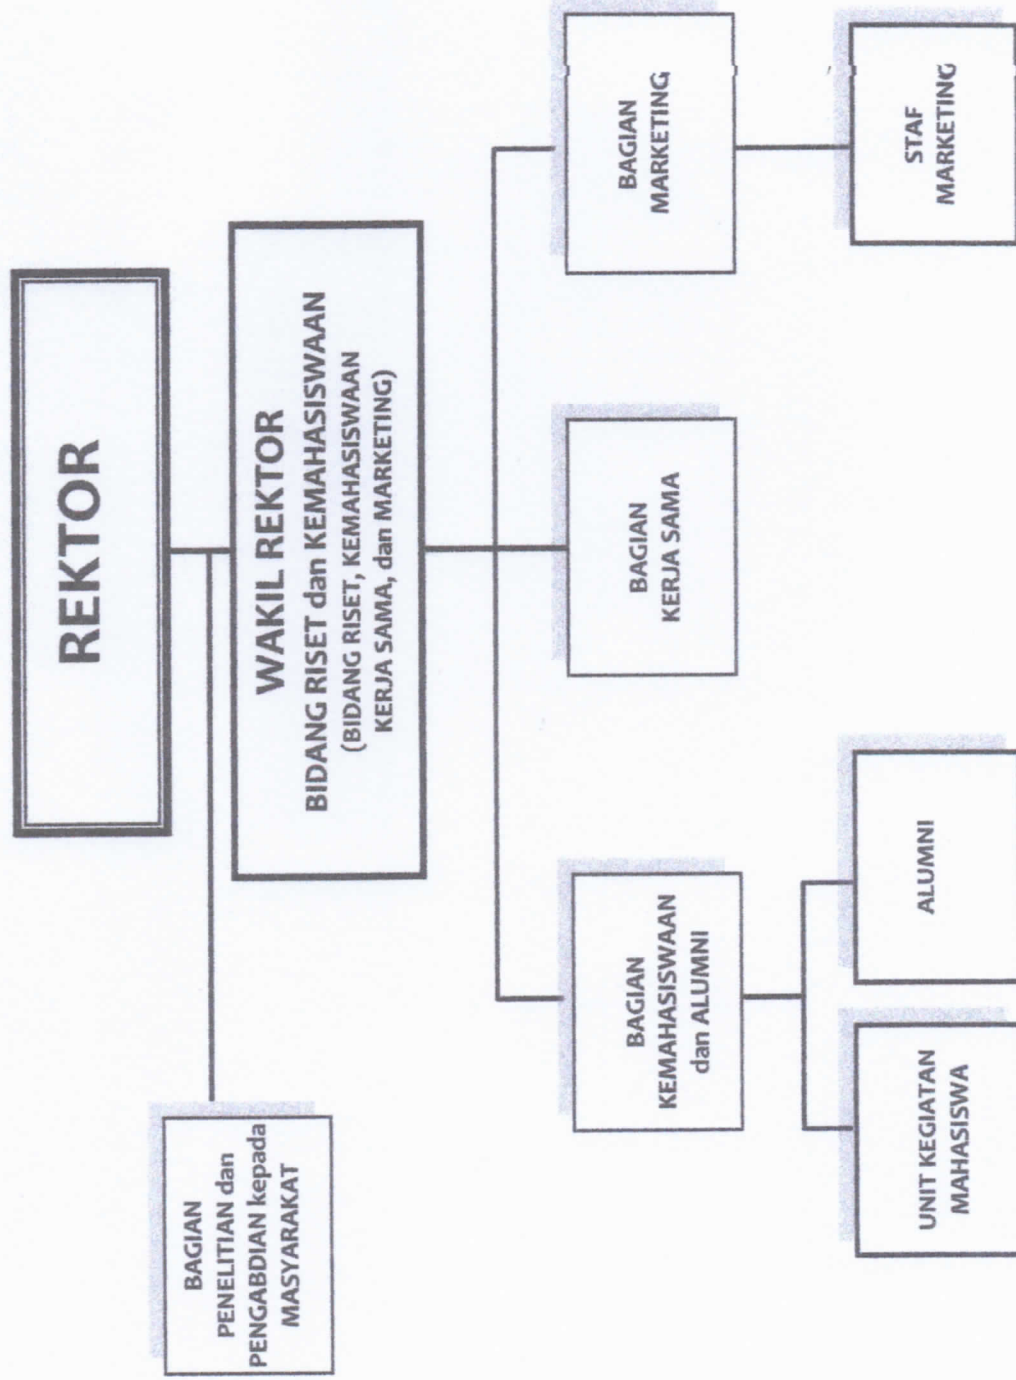 REKTOR
BAGIAN
PENELITIAN dan
PENGABDIAN kepada
MASYARAKAT
WAKIL REKTOR
BIDANG RISET dan KEMAHASISWAAN
(BIDANG RISET, KEMAHASISWAAN
KERJA SAMA, dan MARKETING)
BAGIAN
KEMAHASISWAAN
dan ALUMNI
BAGIAN
KERJA SAMA
BAGIAN
MARKETING
UNIT KEGIATAN
MAHASISWA
ALUMNI
STAF
MARKETING